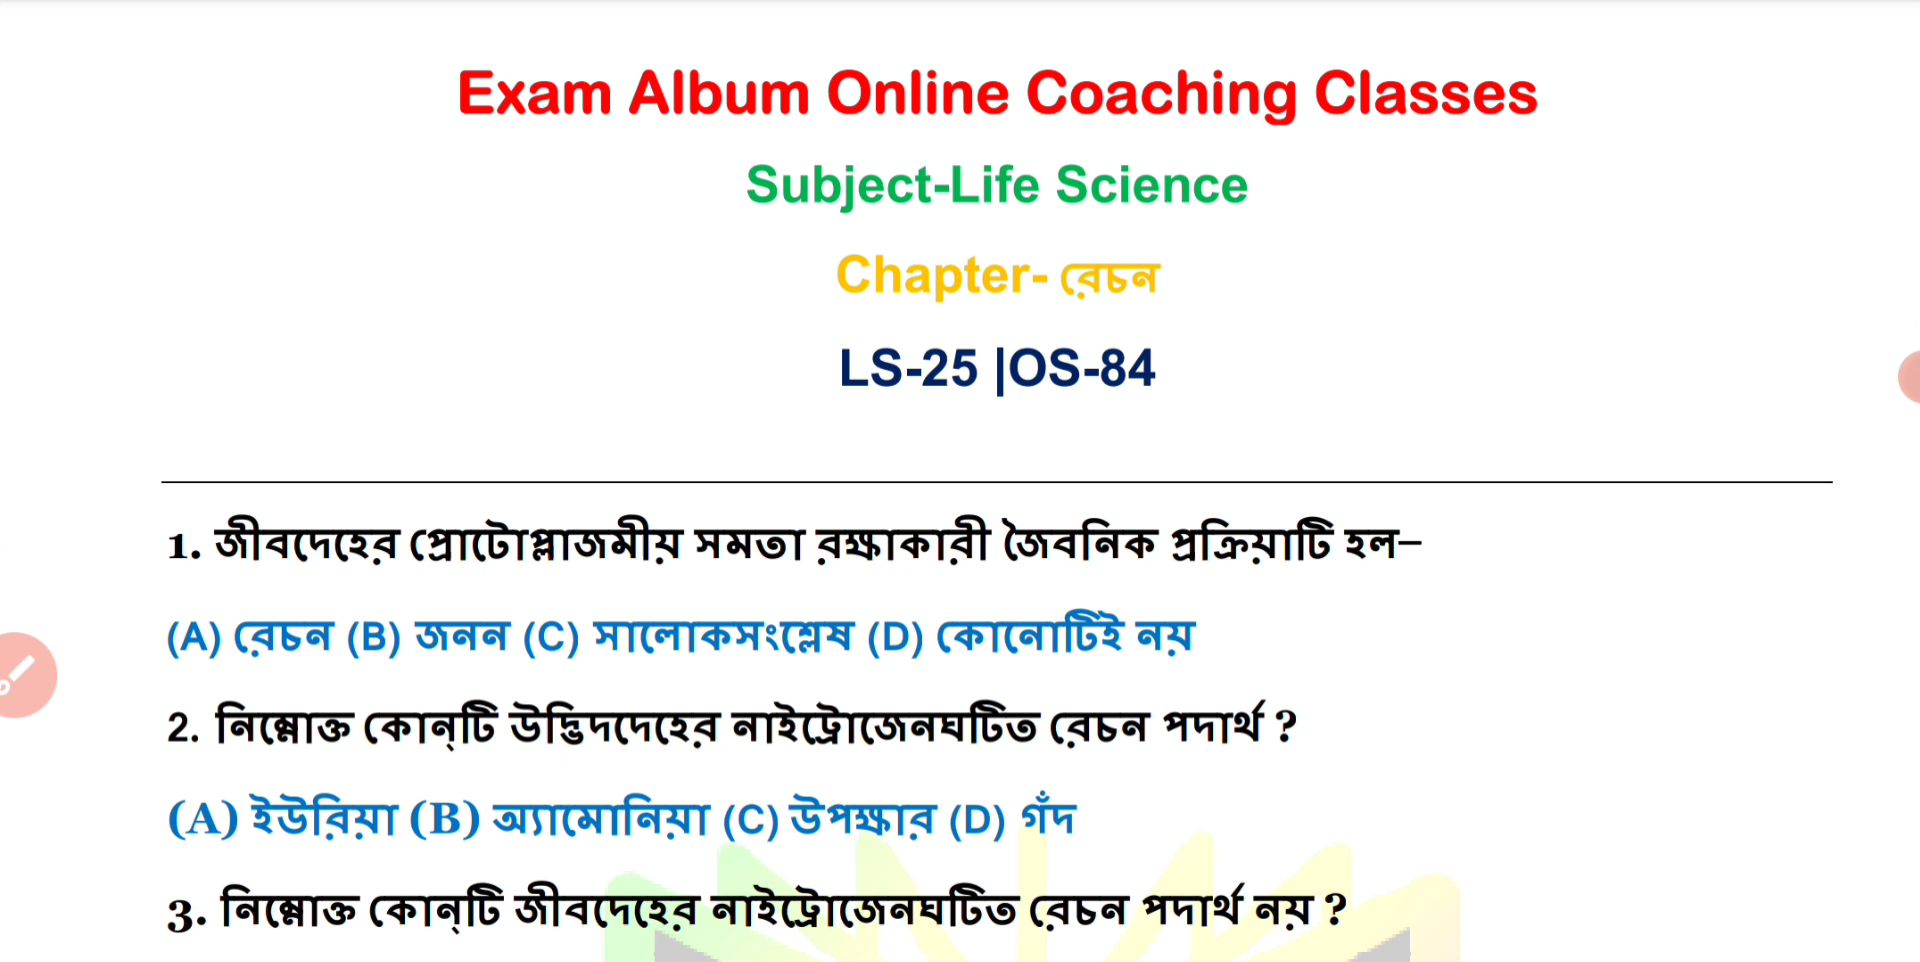 Exam Album Online Coaching Classes
Subject-Life Science
Chapter- রেচন
LS-25 |OS-84
1. জীবদেহের প্রোটোপ্লাজমীয় সমতা রক্ষাকারী জৈবনিক প্রক্রিয়াটি হল–
(A) রেচন (B) জনন (C) সালোকসংশ্লেষ (D) কোনোটিই নয়
2. নিম্নোক্ত কোন্‌টি উদ্ভিদদেহের নাইট্রোজেনঘটিত রেচন পদার্থ ?
(A) ইউরিয়া (B) অ্যামোনিয়া (C) উপক্ষার (D) গঁদ
3. নিম্নোক্ত কোন্‌টি জীবদেহের নাইট্রোজেনঘটিত রেচন পদার্থ নয় ?